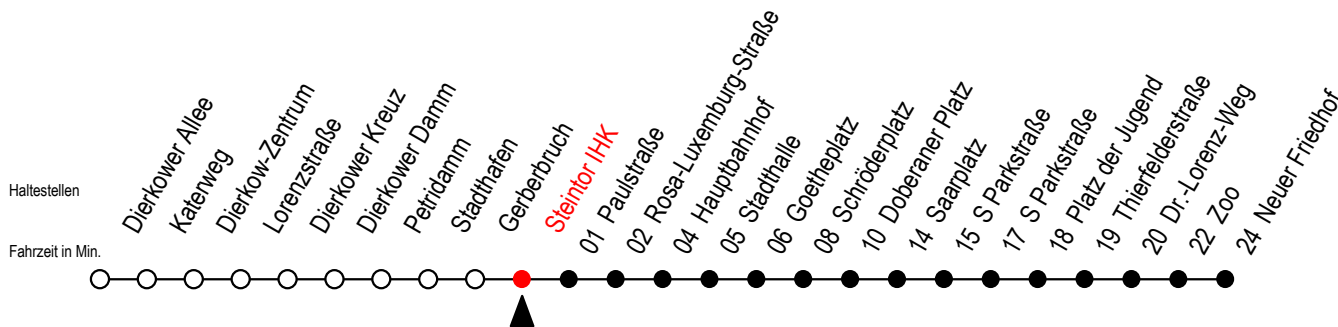 Haltestellen
Fahrzeit in Min.
Dierkower Allee
Katerweg
Dierkow-Zentrum
Lorenzstraße
Dierkower Kreuz
Dierkower Damm
Petridamm
Stadthafen
Gerberbruch
Steintor IHK
01 Paulstraße
02 Rosa-Luxemburg-Straße
04 Hauptbahnhof
05 Stadthalle
06 Goetheplatz
08 Schröderplatz
10 Doberaner Platz
14 Saarplatz
15 S Parkstraße
17 S Parkstraße
18 Platz der Jugend
19 Thierfelderstraße
20 Dr.-Lorenz-Weg
22 Zoo
24 Neuer Friedhof